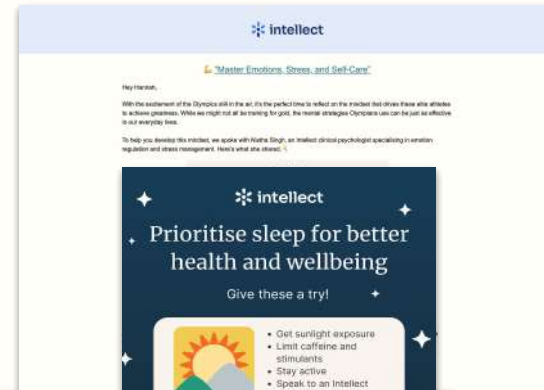 intellect
💪 "Master Emotions, Stress, and Self-Care"
Hey Hannah,
With the excitement of the Olympics still in the air, it's the perfect time to reflect on the mindset that drives these elite athletes
to achieve greatness. While we might not all be training for gold, the mental strategies Olympians use can be just as effective
in our everyday lives.
To help you develop this mindset, we spoke with Singh, an Intellect clinical psychologist specialising in emotion
regulation and stress management. Here's what she shared. 👇
intellect
Prioritise sleep for better
health and wellbeing
Give these a try!
• Get sunlight exposure
• Limit caffeine and
stimulants
• Stay active
• Speak to an Intellect